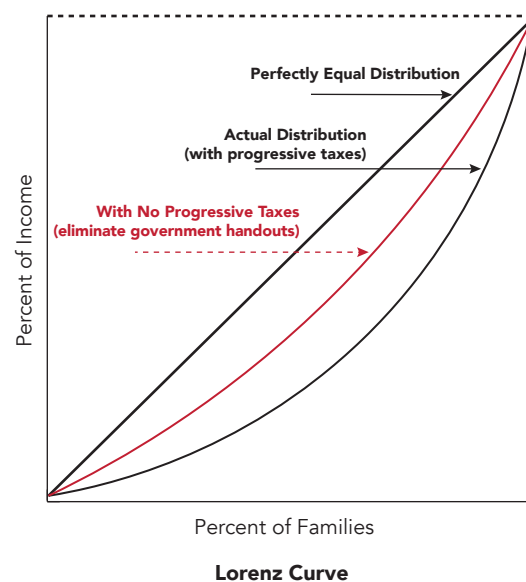 Perfectly Equal Distribution
Actual Distribution
(with progressive taxes)
With No Progressive Taxes
(eliminate government handouts)
Percent of Income
Percent of Families
Lorenz Curve